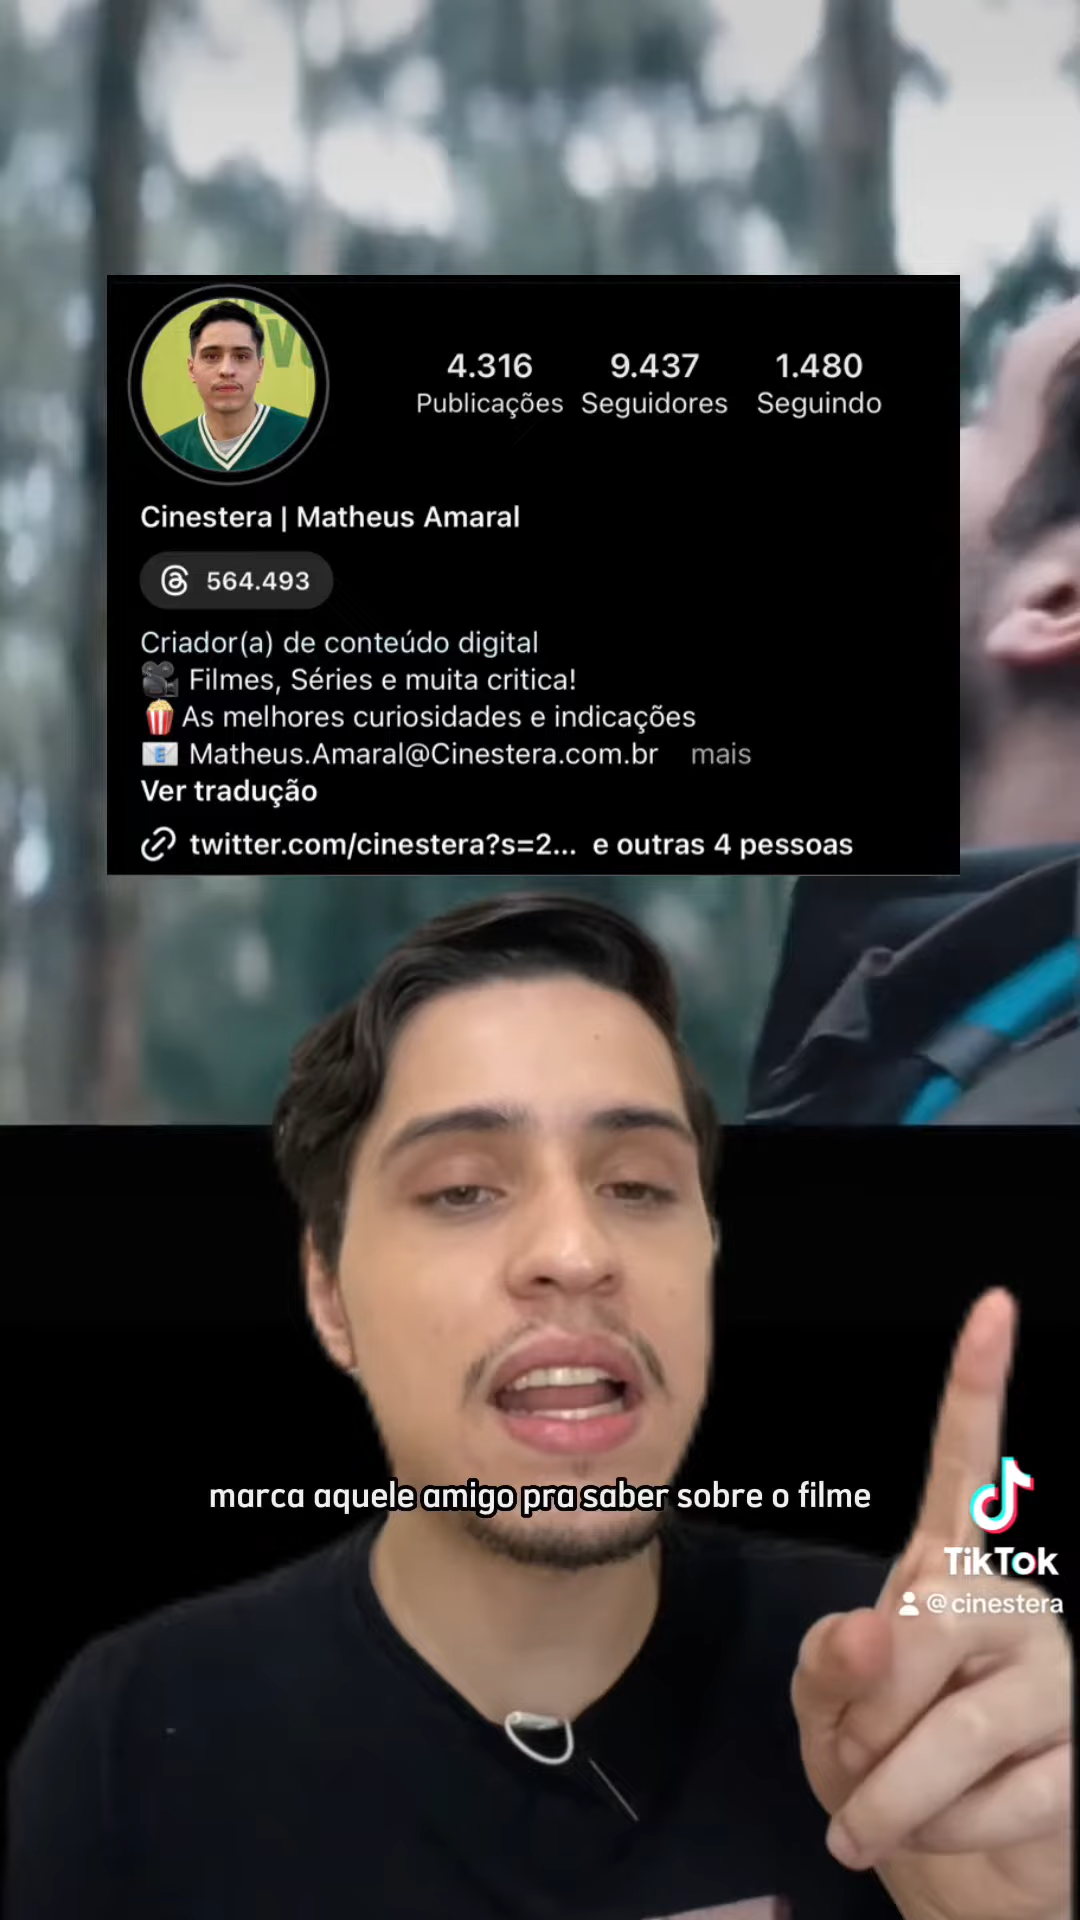 4.316 9.437 1.480
Publicações Seguidores Seguindo
Cinestera | Matheus Amaral
564.493
Criador(a) de conteúdo digital
Filmes, Séries e muita critica!
As melhores curiosidades e indicações
Matheus.Amaral@Cinestera.com.br mais
Ver tradução
twitter.com/cinestera?s=2... e outras 4 pessoas
marca aquele amigo pra saber sobre o filme
TikTok
@cinestera